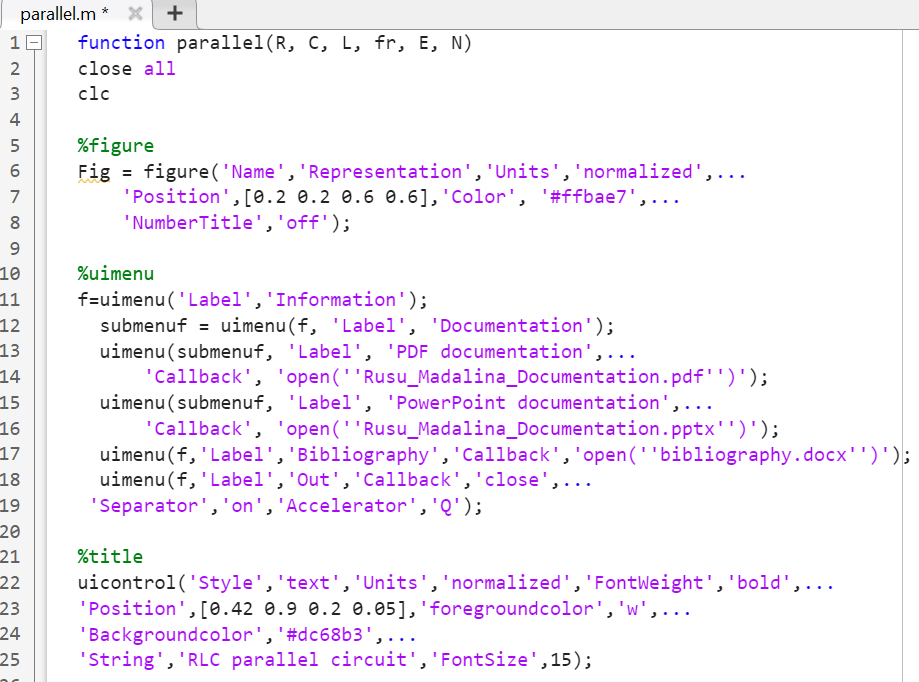 parallel.m * × +
1 function parallel(R, C, L, fr, E, N)
2 close all
3 clc
4
5 %figure
6 Fig = figure('Name','Representation','Units','normalized',...
7 'Position',[0.2 0.2 0.6 0.6],'Color', '#ffbae7',...
8 'NumberTitle','off');
9
10 %uimenu
11 f=uimenu('Label','Information');
12 submenuf = uimenu(f, 'Label', 'Documentation');
13 uimenu(submenuf, 'Label', 'PDF documentation',...
14 'Callback', 'open(''Rusu_Madalina_Documentation.pdf'')');
15 uimenu(submenuf, 'Label', 'PowerPoint documentation',...
16 'Callback', 'open(''Rusu_Madalina_Documentation.pptx'')');
17 uimenu(f,'Label','Bibliography','Callback','open(''bibliography.docx'')');
18 uimenu(f,'Label','Out','Callback','close',...
19 'Separator','on','Accelerator','Q');
20
21 %title
22 uicontrol('Style','text','Units','normalized','FontWeight','bold',...
23 'Position',[0.42 0.9 0.2 0.05],'foregroundcolor','w',...
24 'Backgroundcolor','#dc68b3',...
25 'String','RLC parallel circuit','FontSize',15);